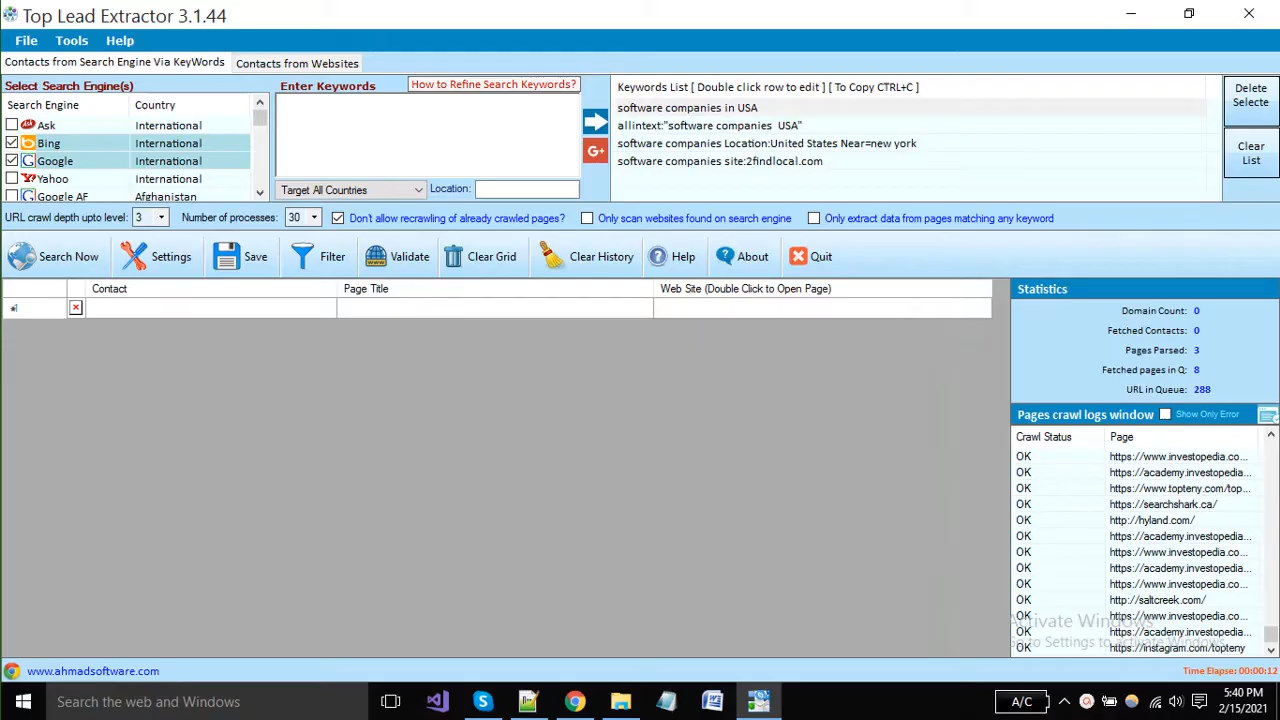 Top Lead Extractor 3.1.44
File Tools Help
Contacts from Search Engine Via KeyWords Contacts from Websites
Select Search Engine(s) Enter Keywords How to Refine Search Keywords? Keywords List [ Double click row to edit ] [ To Copy CTRL+C ] Delete Selecte
Search Engine Country
Ask International
Bing International
Google International
Yahoo International
Google AF Afghanistan
G+
software companies in USA
allintext:"software companies USA"
software companies Location:United States Near=new york
software companies site:2findlocal.com
Clear List
Target All Countries Location:
URL crawl depth upto level: 3 Number of processes: 30 Don't allow recrawling of already crawled pages? Only scan websites found on search engine Only extract data from pages matching any keyword
Search Now Settings Save Filter Validate Clear Grid Clear History Help About Quit
Contact Page Title Web Site (Double Click to Open Page)
Statistics
Domain Count: 0
Fetched Contacts: 0
Pages Parsed: 3
Fetched pages in Q: 8
URL in Queue: 288
Pages crawl logs window Show Only Error
Crawl Status Page
OK https://www.investopedia.co...
OK https://academy.investopedia...
OK https://www.topteny.com/top...
OK https://searchshark.ca/
OK http://hyland.com/
OK https://academy.investopedia...
OK https://www.investopedia.co...
OK https://academy.investopedia...
OK https://www.investopedia.co...
OK http://saltcreek.com/
OK https://www.investopedia.co...
OK https://academy.investopedia...
OK https://instagram.com/topteny
Activate Windows
Go to Settings to activate Windows.
www.ahmadsoftware.com Time Elapse: 00:00:12
Search the web and Windows
A/C
5:40 PM
2/15/2021